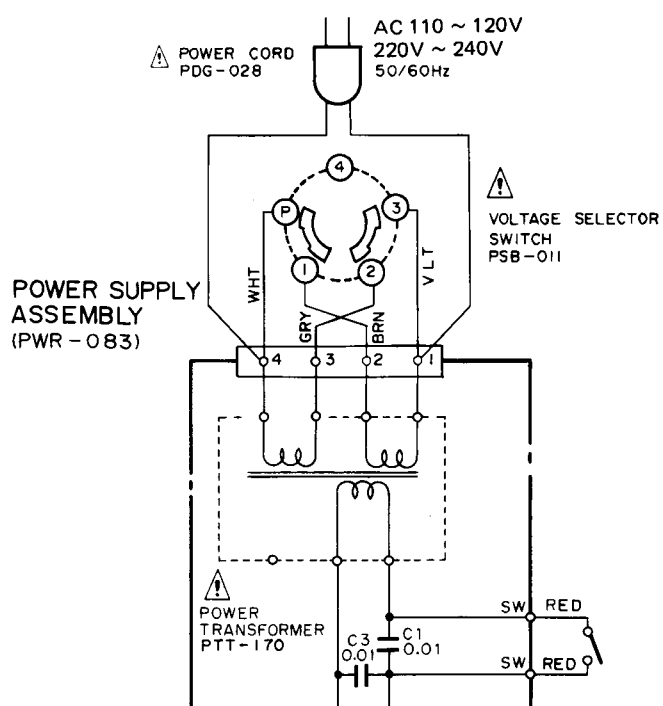 AC 110 ~ 120V
220V ~ 240V
50/60Hz
POWER CORD
PDG-028
4
P
3
1
2
VOLTAGE SELECTOR
SWITCH
PSB-011
WHT
GRY
BRN
VLT
POWER SUPPLY
ASSEMBLY
(PWR-083)
4
3
2
1
POWER
TRANSFORMER
PTT-170
SW
RED
C3
0.01
C1
0.01
SW
RED